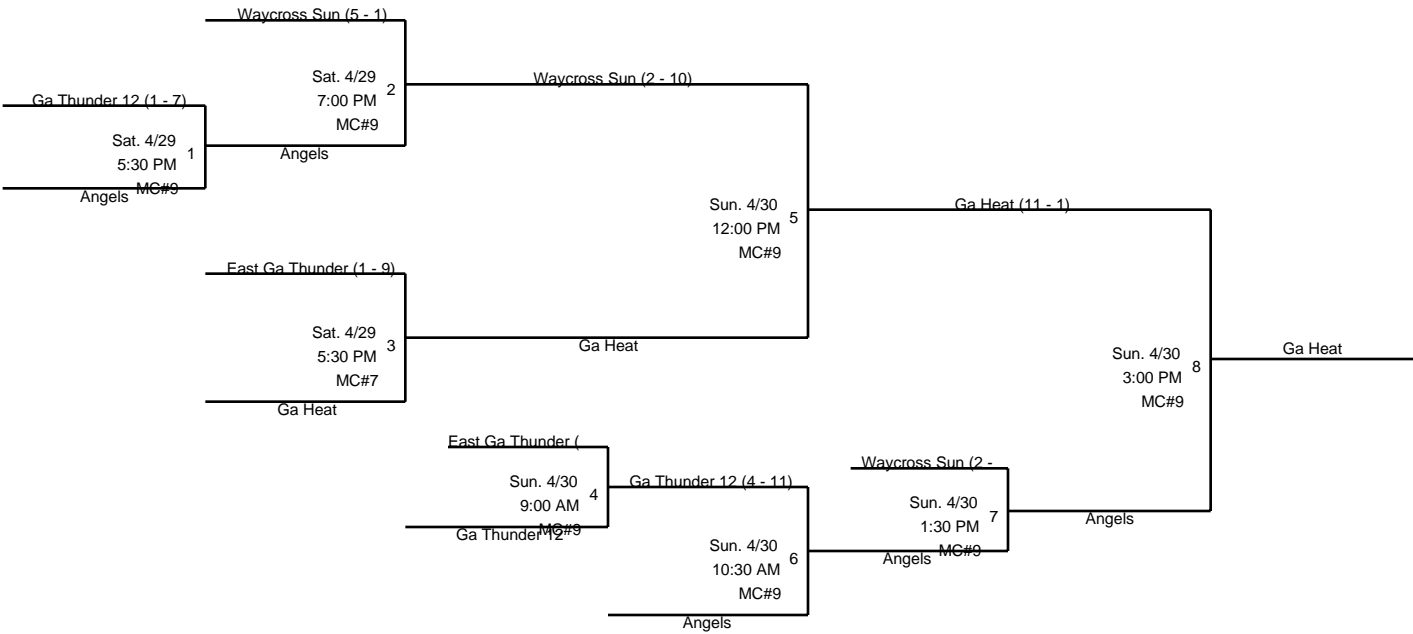 Waycross Sun (5 - 1)
Sat. 4/29
7:00 PM
MC#9
2
Waycross Sun (2 - 10)
Ga Thunder 12 (1 - 7)
Sat. 4/29
5:30 PM
MC#9
1
Angels
Angels
Sun. 4/30
12:00 PM
MC#9
5
Ga Heat (11 - 1)
East Ga Thunder (1 - 9)
Sat. 4/29
5:30 PM
MC#7
3
Ga Heat
Ga Heat
Sun. 4/30
3:00 PM
MC#9
8
Ga Heat
East Ga Thunder (
Sun. 4/30
9:00 AM
MC#9
4
Ga Thunder 12
Ga Thunder 12 (4 - 11)
Sun. 4/30
10:30 AM
MC#9
6
Angels
Waycross Sun (2 -
Sun. 4/30
1:30 PM
MC#9
7
Angels
Angels